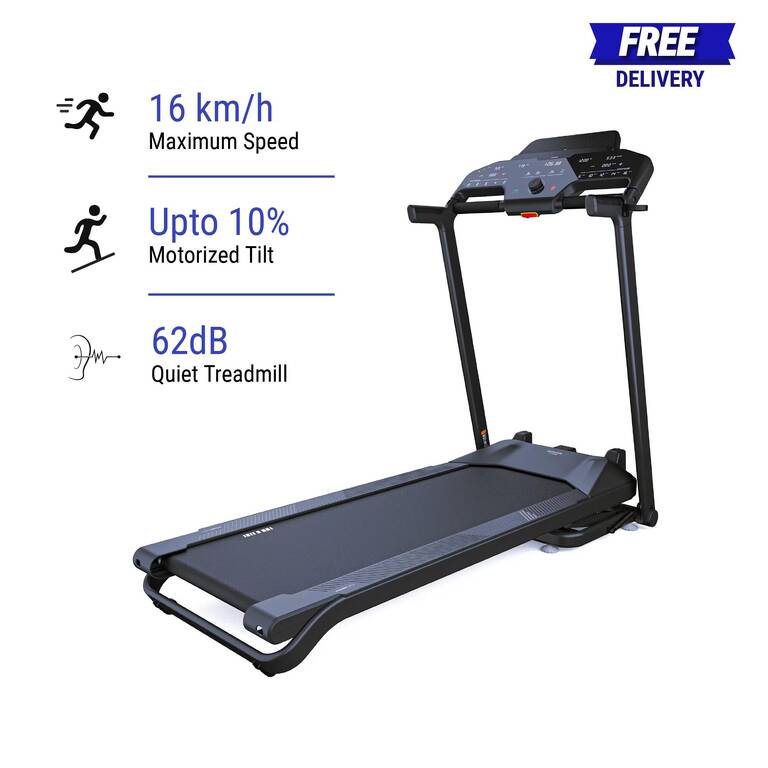 FREE
DELIVERY
16 km/h
Maximum Speed
Upto 10%
Motorized Tilt
62dB
Quiet Treadmill